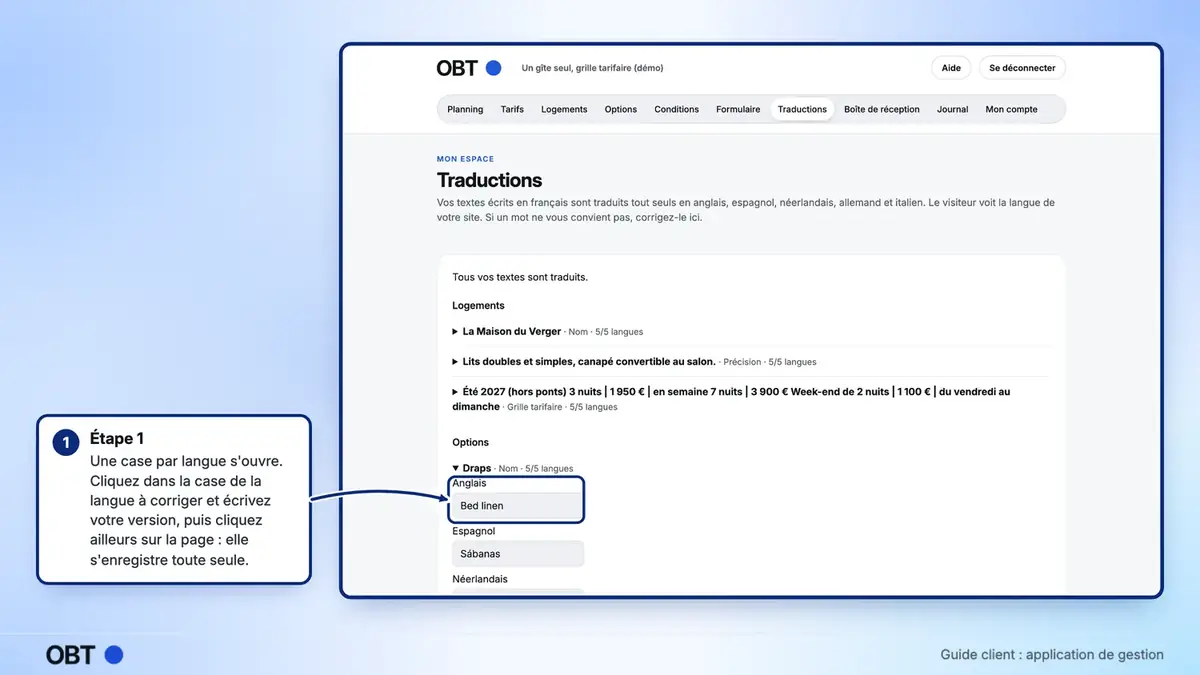 OBT
Un gîte seul, grille tarifaire (démo)
Aide
Se déconnecter
Planning
Tarifs
Logements
Options
Conditions
Formulaire
Traductions
Boîte de réception
Journal
Mon compte
MON ESPACE
Traductions
Vos textes écrits en français sont traduits tout seuls en anglais, espagnol, néerlandais, allemand et italien. Le visiteur voit la langue de
votre site. Si un mot ne vous convient pas, corrigez-le ici.
Tous vos textes sont traduits.
Logements
▶ La Maison du Verger · Nom · 5/5 langues
▶ Lits doubles et simples, canapé convertible au salon. · Précision · 5/5 langues
▶ Été 2027 (hors ponts) 3 nuits | 1 950 € | en semaine 7 nuits | 3 900 € Week-end de 2 nuits | 1 100 € | du vendredi au
dimanche · Grille tarifaire · 5/5 langues
Options
▼ Draps · Nom · 5/5 langues
Anglais
Bed linen
Espagnol
Sábanas
Néerlandais
1
Étape 1
Une case par langue s'ouvre.
Cliquez dans la case de la
langue à corriger et écrivez
votre version, puis cliquez
ailleurs sur la page : elle
s'enregistre toute seule.
OBT
Guide client : application de gestion